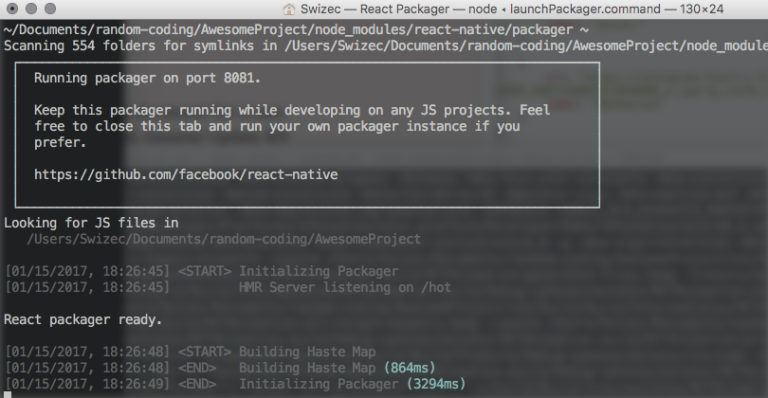 Swizec — React Packager — node • launchPackager.command — 130×24
~/Documents/random-coding/AwesomeProject/node_modules/react-native/packager ~
Scanning 554 folders for symlinks in /Users/Swizec/Documents/random-coding/AwesomeProject/node_module
Running packager on port 8081.
Keep this packager running while developing on any JS projects. Feel
free to close this tab and run your own packager instance if you
prefer.
https://github.com/facebook/react-native
Looking for JS files in
/Users/Swizec/Documents/random-coding/AwesomeProject
[01/15/2017, 18:26:45] <START> Initializing Packager
[01/15/2017, 18:26:45] HMR Server listening on /hot
React packager ready.
[01/15/2017, 18:26:48] <START> Building Haste Map
[01/15/2017, 18:26:48] <END> Building Haste Map (864ms)
[01/15/2017, 18:26:49] <END> Initializing Packager (3294ms)